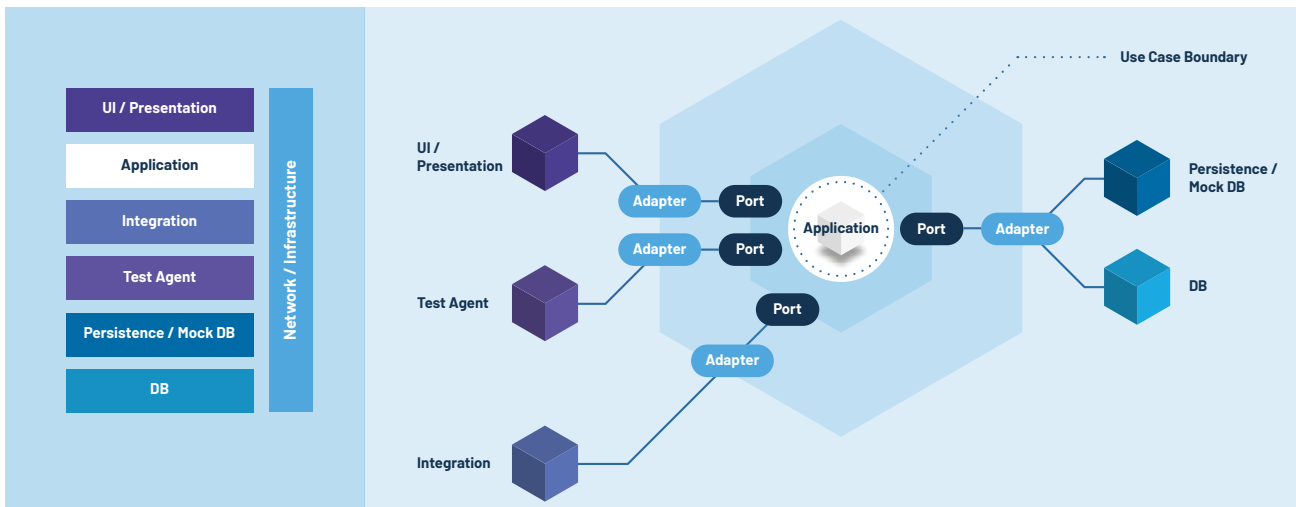 UI / Presentation
Application
Integration
Test Agent
Persistence / Mock DB
DB
Network / Infrastructure
Use Case Boundary
UI /
Presentation
Adapter
Port
Adapter
Port
Test Agent
Application
Port
Adapter
Persistence /
Mock DB
DB
Port
Adapter
Integration